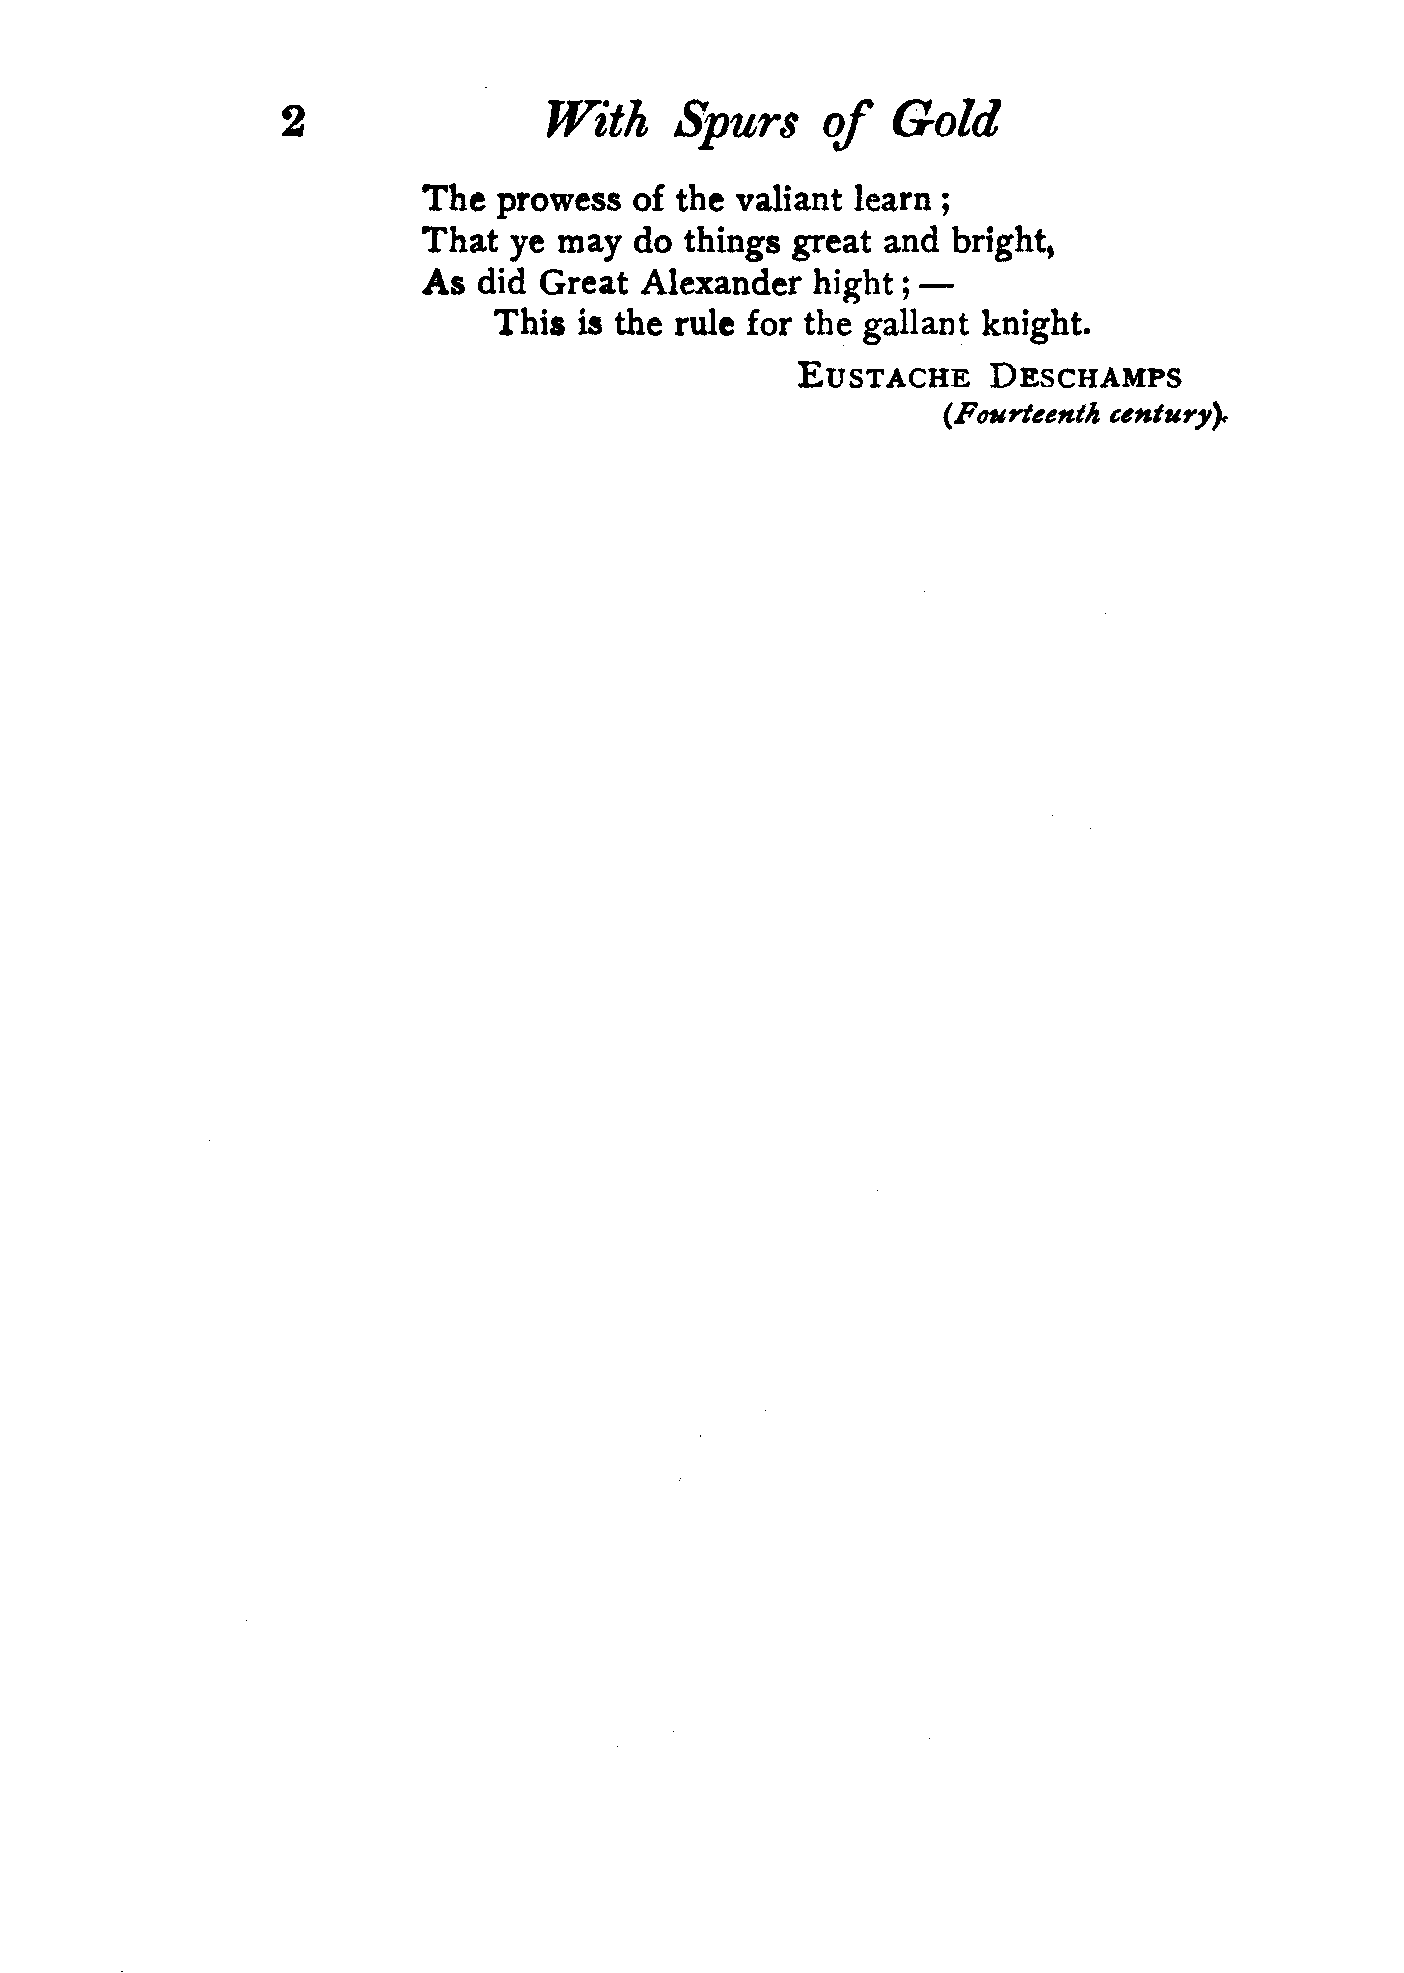 2 With Spurs of Gold
The prowess of the valiant learn ;
That ye may do things great and bright,
As did Great Alexander hight ; —
This is the rule for the gallant knight.
EUSTACHE DESCHAMPS
(Fourteenth century).